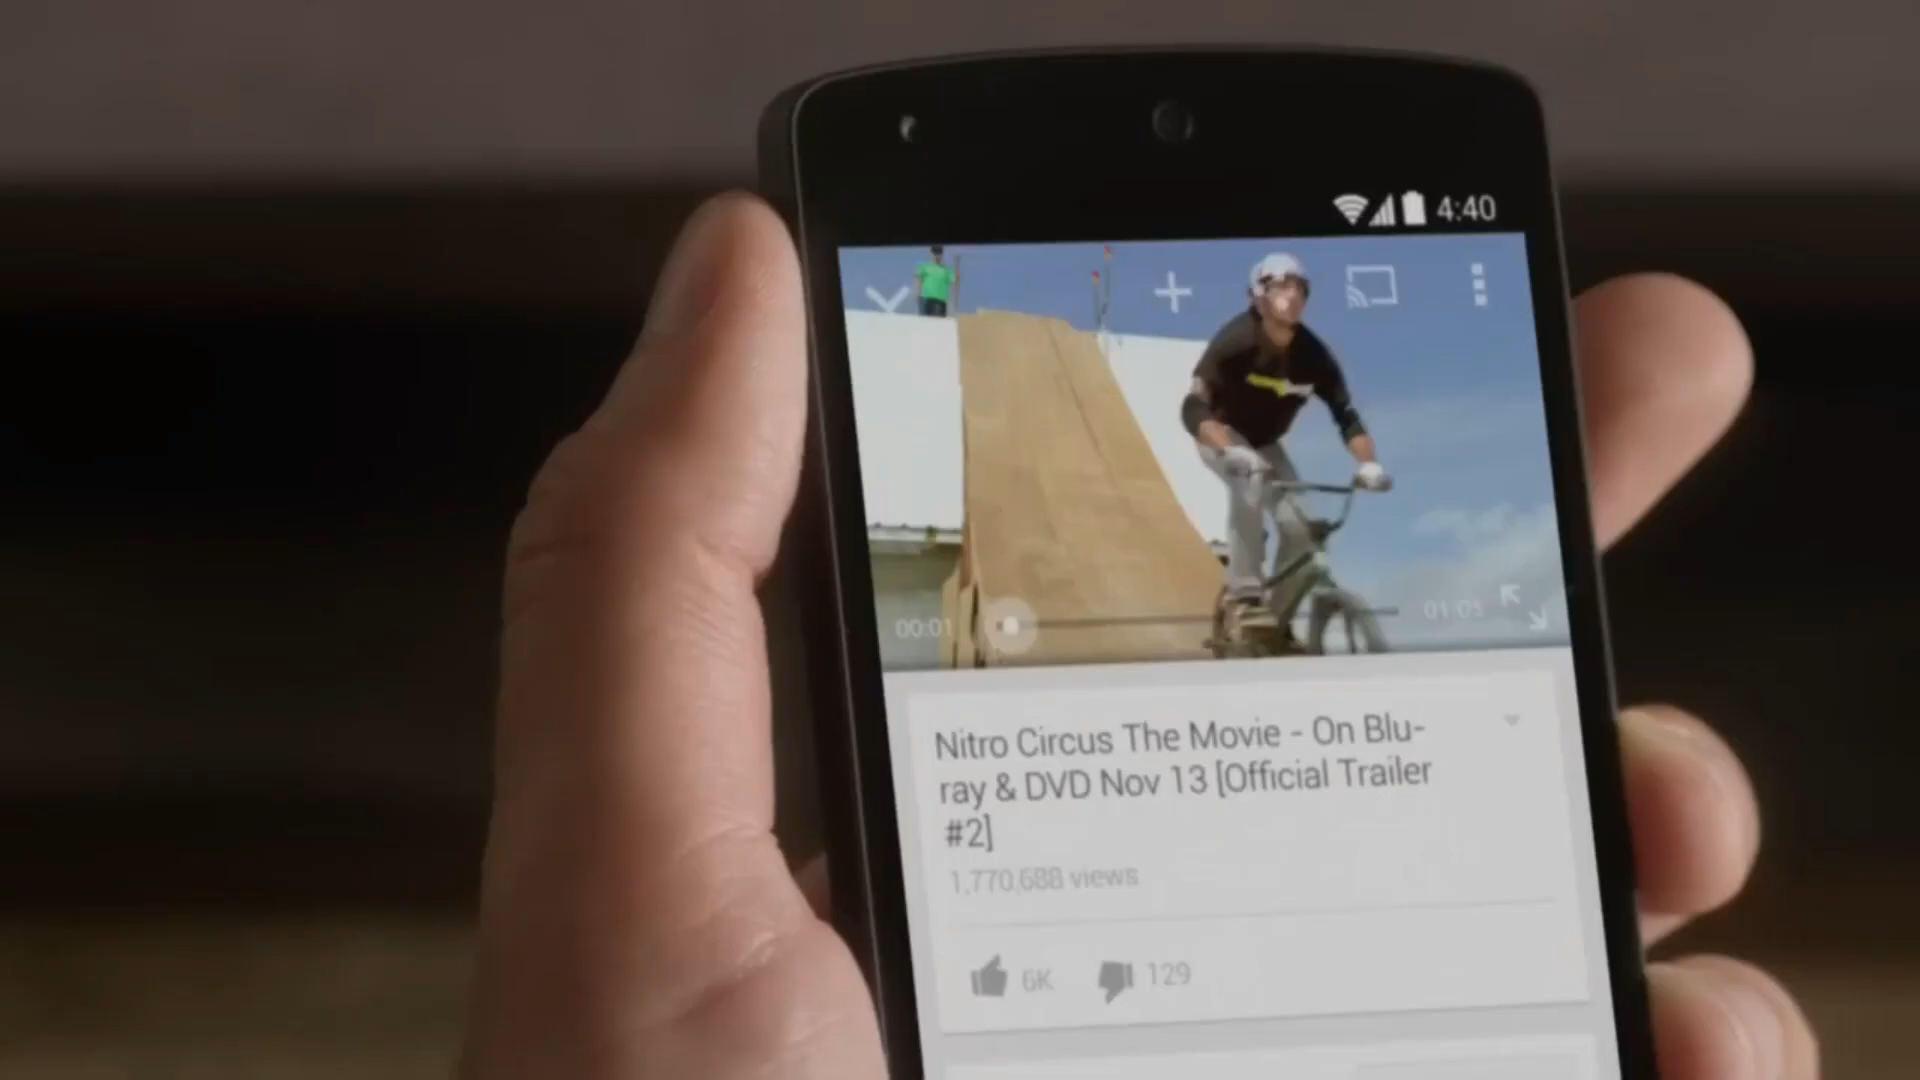 4:40
00:01
01:05
Nitro Circus The Movie - On Blu-
ray & DVD Nov 13 [Official Trailer
#2]
1,770,688 views
6K
129